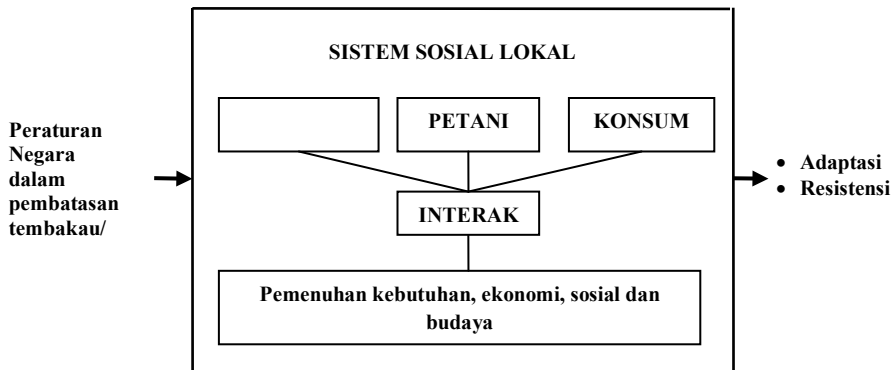 SISTEM SOSIAL LOKAL
Peraturan
Negara
dalam
pembatasan
tembakau/
PETANI
KONSUM
INTERAK
Pemenuhan kebutuhan, ekonomi, sosial dan
budaya
• Adaptasi
• Resistensi